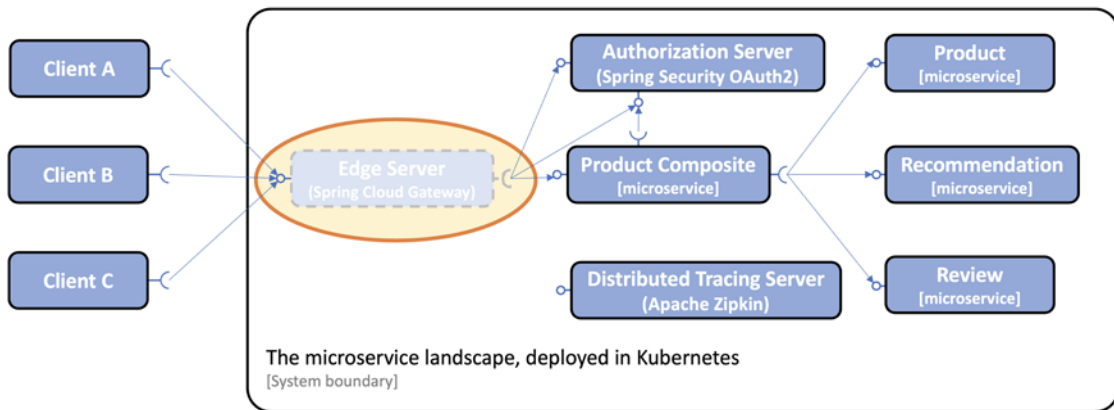 Client A
Client B
Client C
Edge Server
(Spring Cloud Gateway)
Authorization Server
(Spring Security OAuth2)
Product Composite
[microservice]
Distributed Tracing Server
(Apache Zipkin)
Product
[microservice]
Recommendation
[microservice]
Review
[microservice]
The microservice landscape, deployed in Kubernetes
[System boundary]